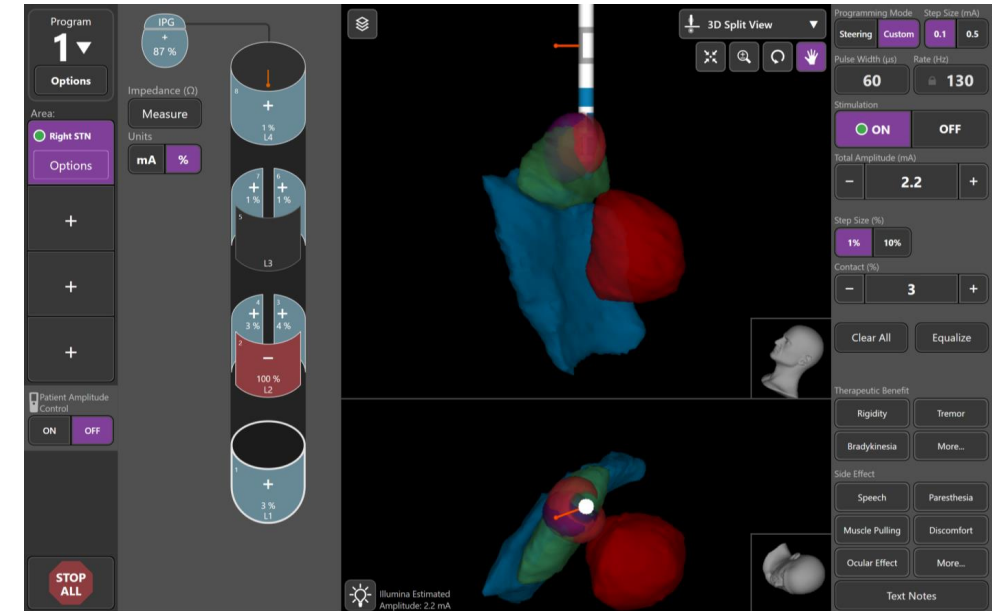 Program
1▼
Options
Area:
Right STN
Options
+
+
+
Patient Amplitude
Control
ON OFF
STOP
ALL
IPG
+
87 %
Impedance (Ω)
Measure
Units
mA %
8
+
1 %
L4
7 6
+ +
1 % 1 %
5
L3
4 3
+ +
3 % 4 %
2
−
100 %
L2
1
+
3 %
L1
3D Split View ▼
Illumina Estimated
Amplitude: 2.2 mA
Programming Mode Step Size (mA)
Steering Custom 0.1 0.5
Pulse Width (µs) Rate (Hz)
60 130
Stimulation
ON OFF
Total Amplitude (mA)
− 2.2 +
Step Size (%)
1% 10%
Contact (%)
− 3 +
Clear All Equalize
Therapeutic Benefit
Rigidity Tremor
Bradykinesia More...
Side Effect
Speech Paresthesia
Muscle Pulling Discomfort
Ocular Effect More...
Text Notes